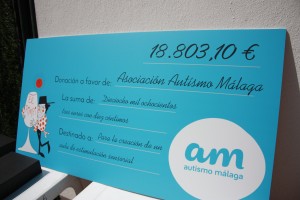 18.803,10 €
Donación a favor de: Asociación Autismo Málaga
La suma de: Dieciocho mil ochocientos
tres euros con diez céntimos
Destinado a: Para la creación de un
aula de estimulación sensorial
am
autismo málaga